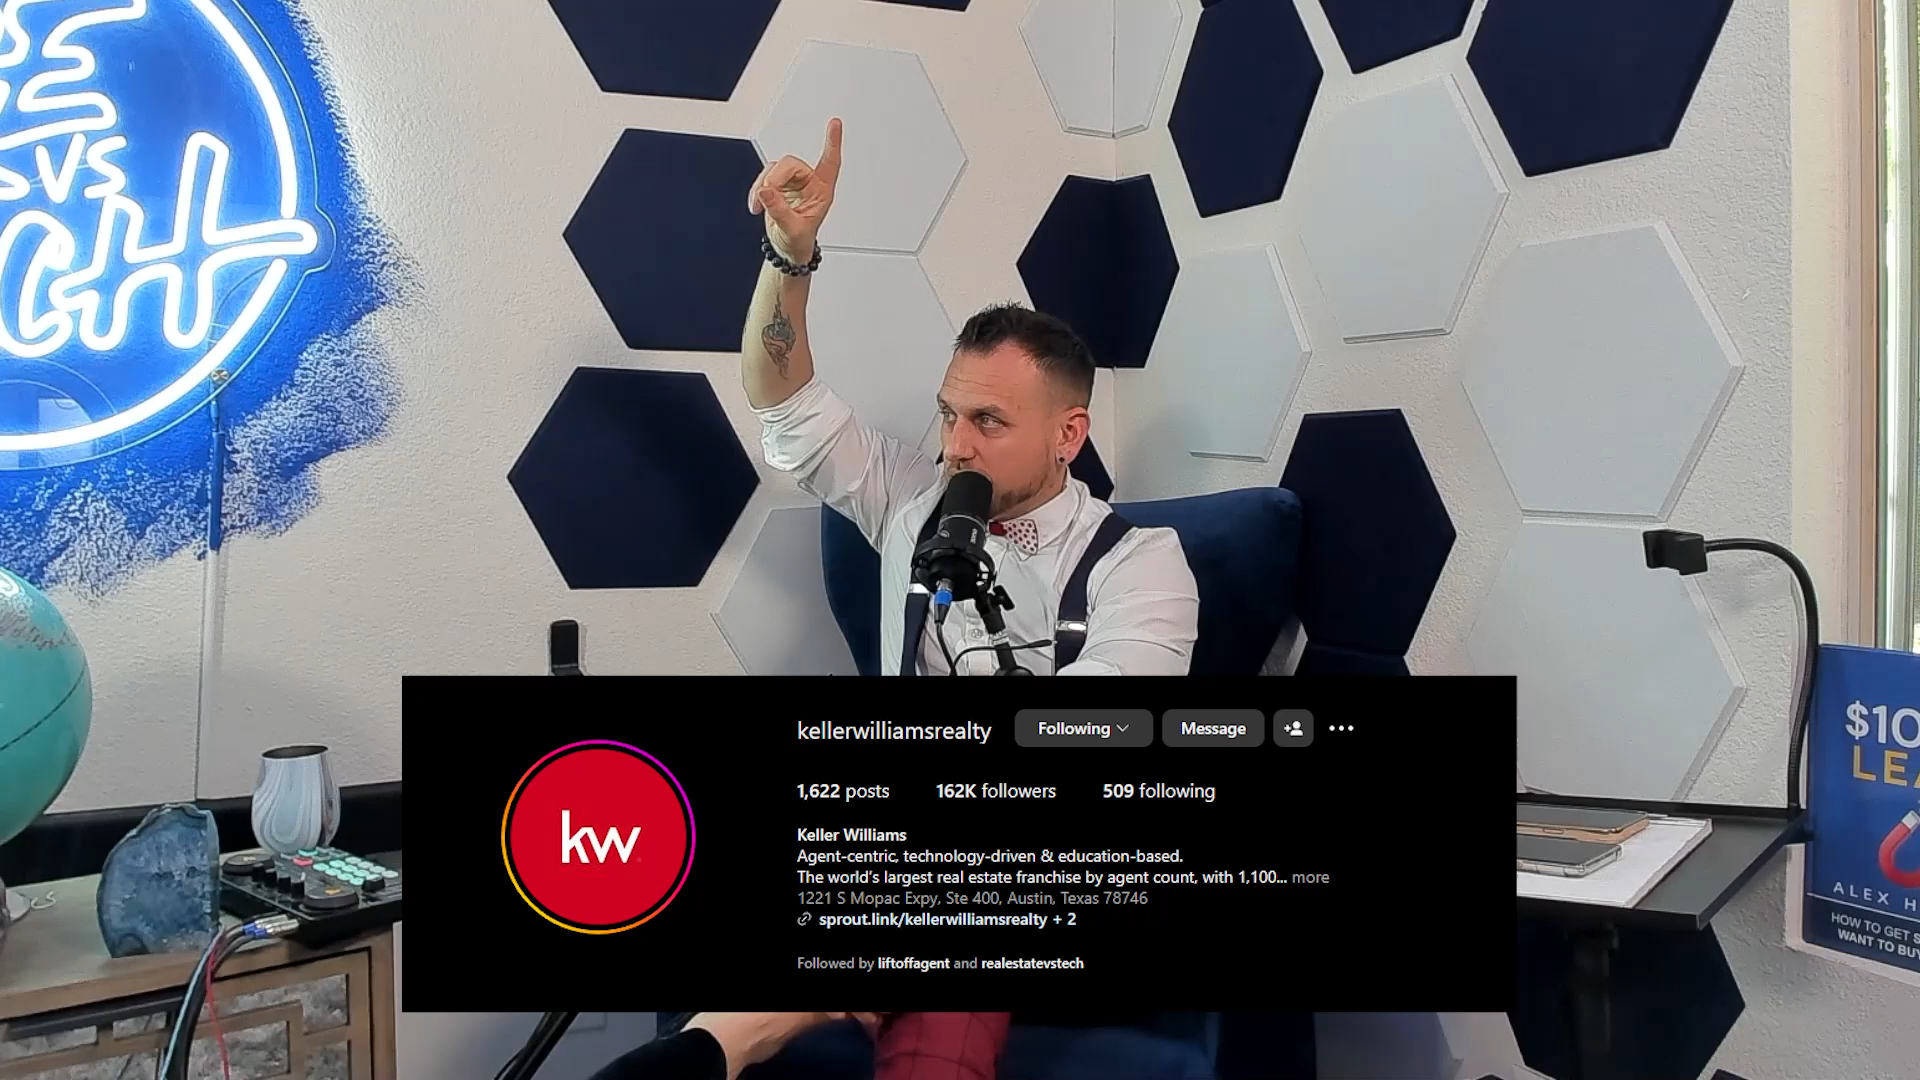 VS
kellerwilliamsrealty
Following
Message
1,622 posts
162K followers
509 following
kw
Keller Williams
Agent-centric, technology-driven & education-based.
The world's largest real estate franchise by agent count, with 1,100... more
1221 S Mopac Expy, Ste 400, Austin, Texas 78746
sprout.link/kellerwilliamsrealty + 2
Followed by liftoffagent and realestatevstech
$10
LE
ALEX H
HOW TO GET
WANT TO BUY